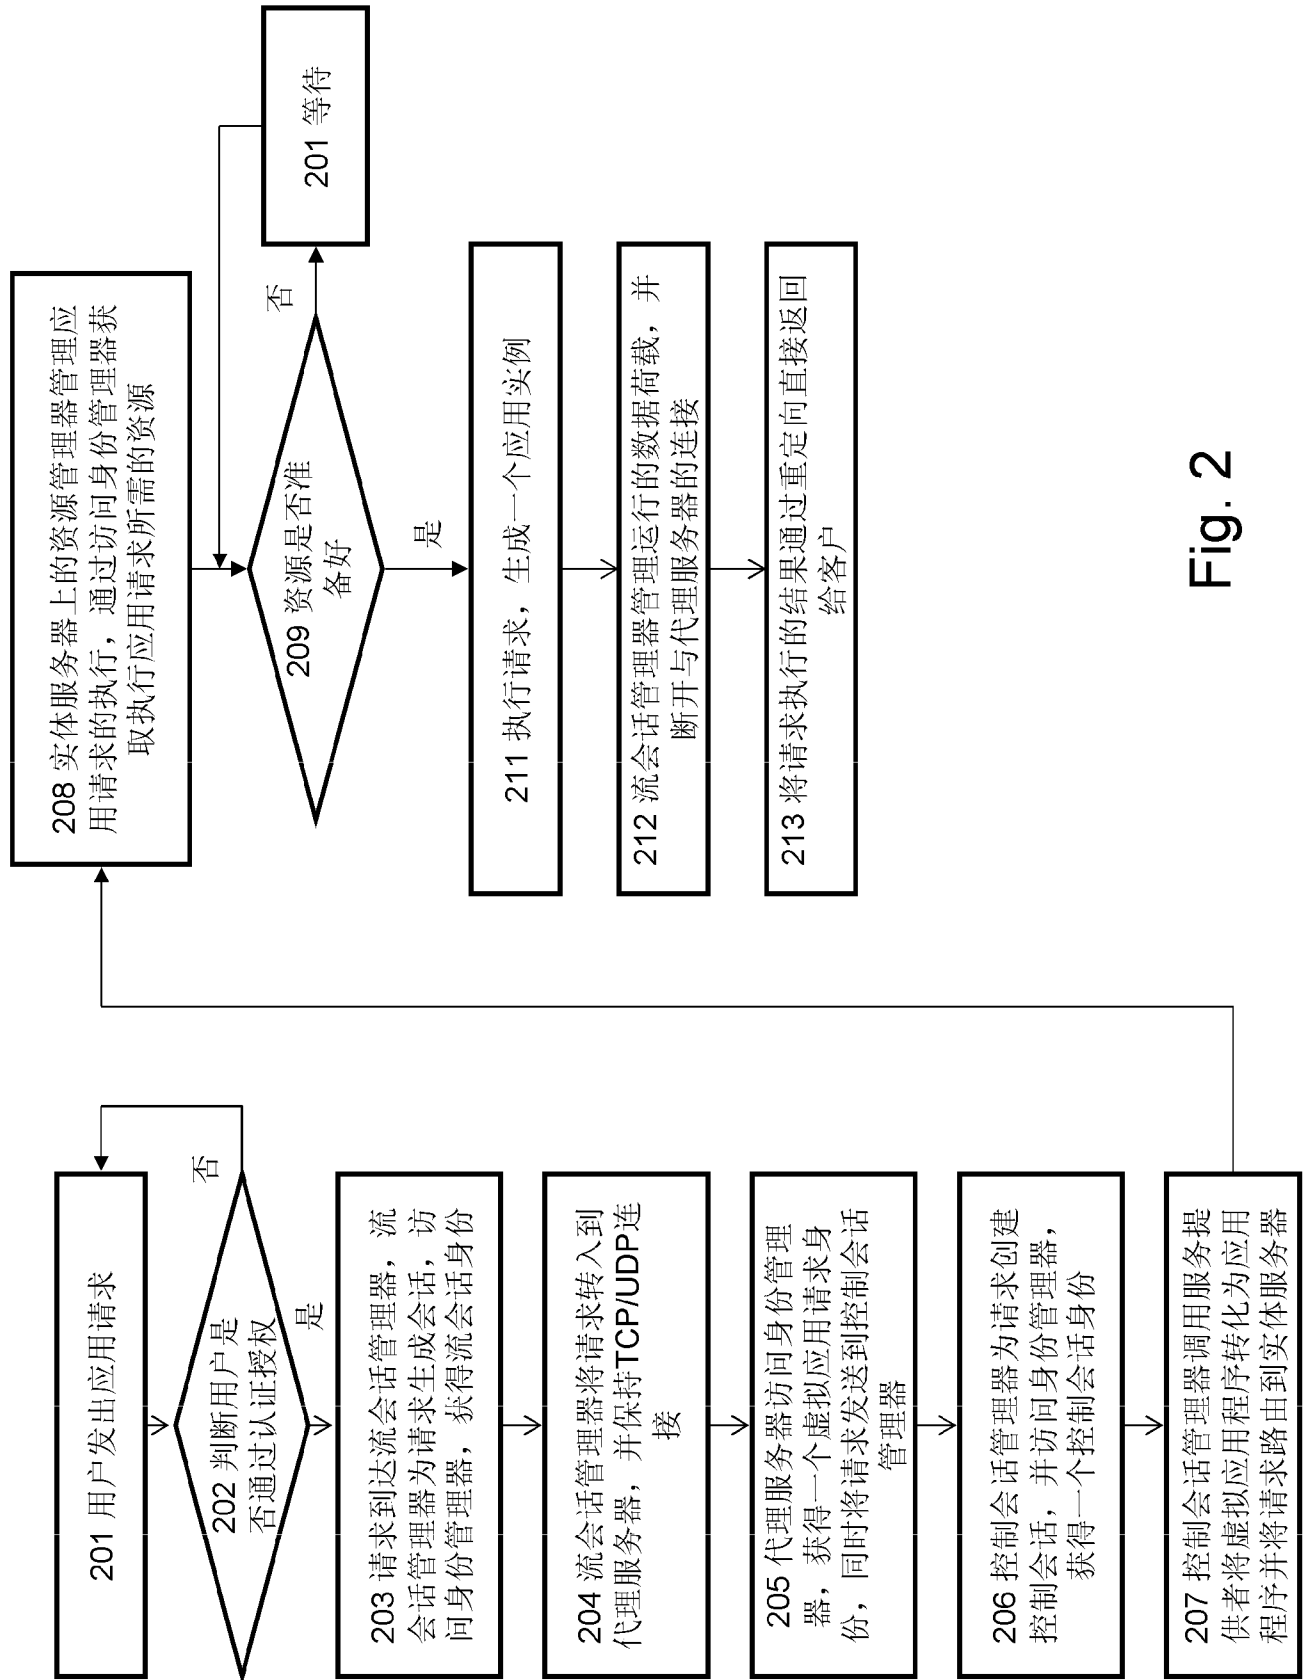 201 用户发出应用请求
202 判断用户是
否通过认证授权
否
是
203 请求到达流会话管理器，流
会话管理器为请求生成会话，访
问身份管理器，获得流会话身份
204 流会话管理器将请求转入到
代理服务器，并保持TCP/UDP连
接
205 代理服务器访问身份管理
器，获得一个虚拟应用请求身
份，同时将请求发送到控制会话
管理器
206 控制会话管理器为请求创建
控制会话，并访问身份管理器，
获得一个控制会话身份
207 控制会话管理器调用服务提
供者将虚拟应用程序转化为应用
程序并将请求路由到实体服务器
208 实体服务器上的资源管理器管理应
用请求的执行，通过访问身份管理器获
取执行应用请求所需的资源
209 资源是否准
备好
否
201 等待
是
211 执行请求，生成一个应用实例
212 流会话管理器管理运行的数据荷载，并
断开与代理服务器的连接
213 将请求执行的结果通过重定向直接返回
给客户
Fig. 2